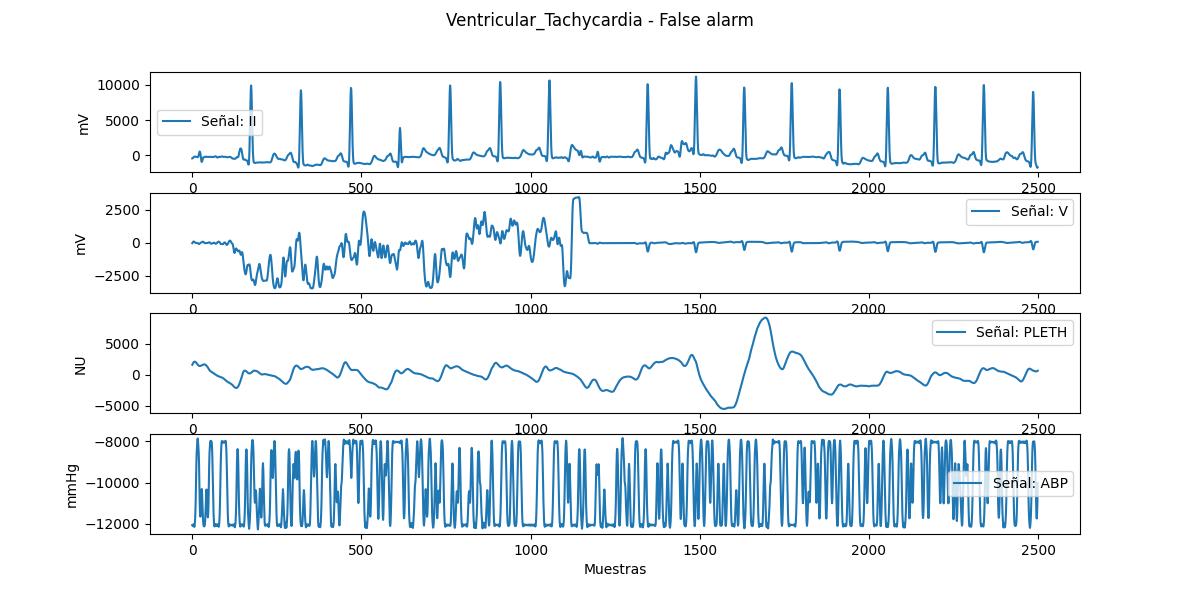 Ventricular_Tachycardia - False alarm
10000
5000
0
mV
Señal: II
0 500 1000 1500 2000 2500
2500
0
−2500
mV
Señal: V
0 500 1000 1500 2000 2500
5000
0
−5000
NU
Señal: PLETH
0 500 1000 1500 2000 2500
−8000
−10000
−12000
mmHg
Señal: ABP
0 500 1000 1500 2000 2500
Muestras